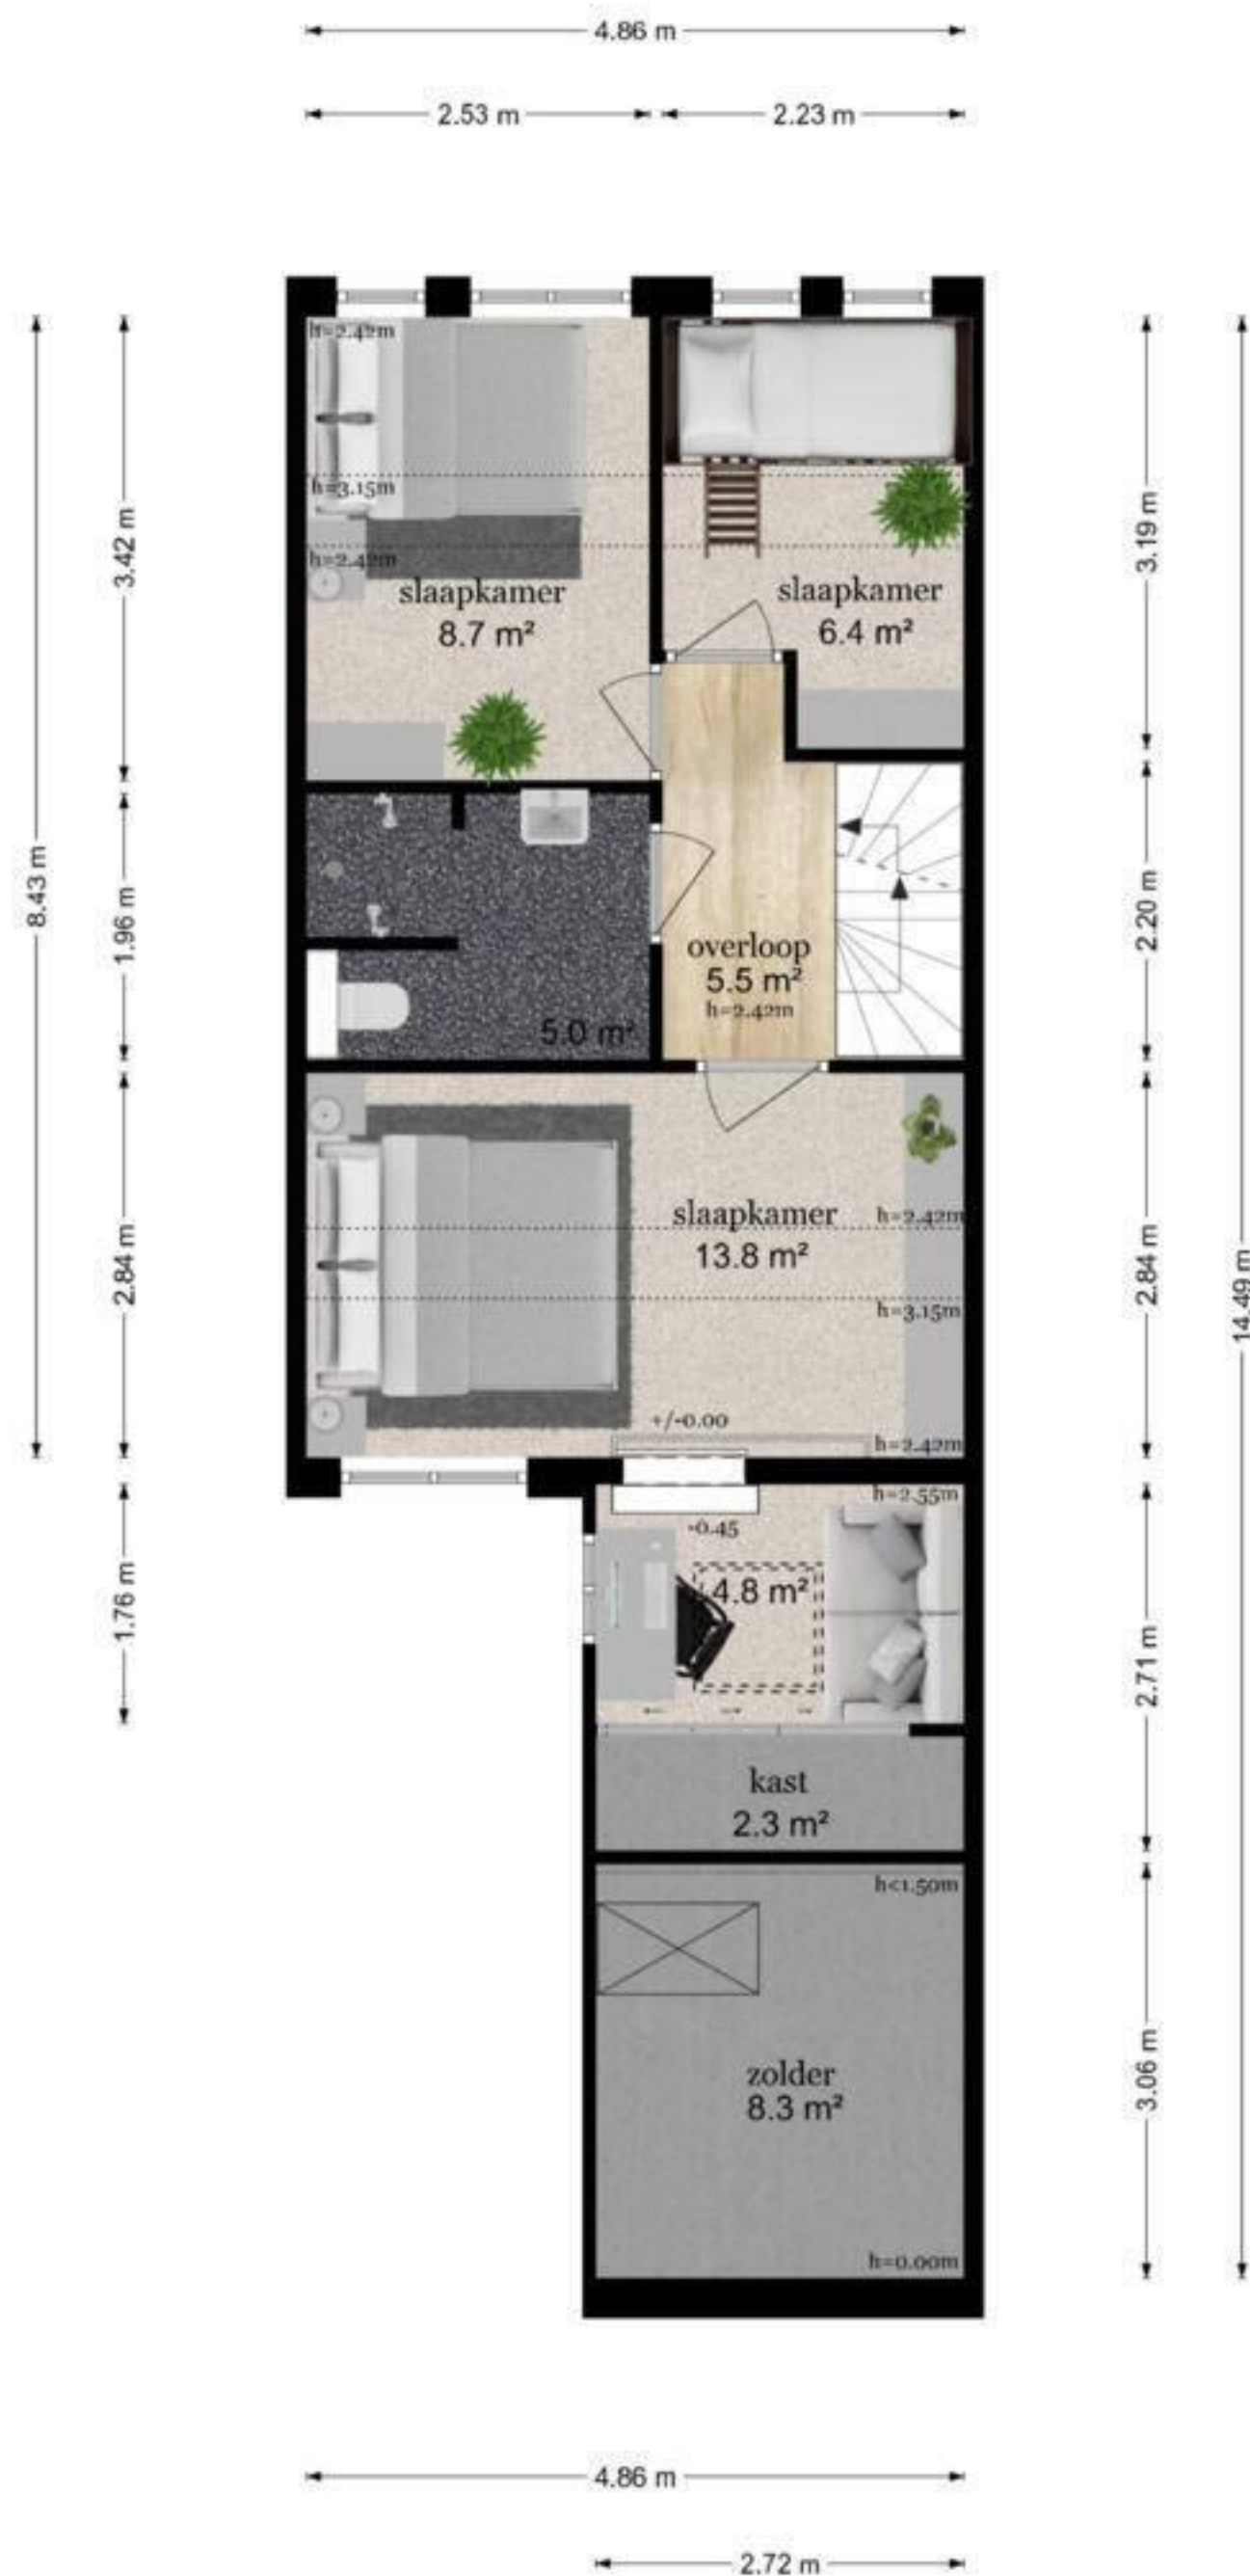 4.86 m
2.53 m
2.23 m
h=2.42m
h=3.15m
h=2.42m
slaapkamer
8.7 m²
slaapkamer
6.4 m²
3.42 m
3.19 m
8.43 m
1.96 m
2.20 m
overloop
5.5 m²
h=2.42m
5.0 m²
slaapkamer
13.8 m²
h=2.42m
h=3.15m
h=2.42m
+/-0.00
2.84 m
2.84 m
14.49 m
h=2.55m
-0.45
4.8 m²
1.76 m
2.71 m
kast
2.3 m²
h<1.50m
zolder
8.3 m²
3.06 m
h=0.00m
4.86 m
2.72 m